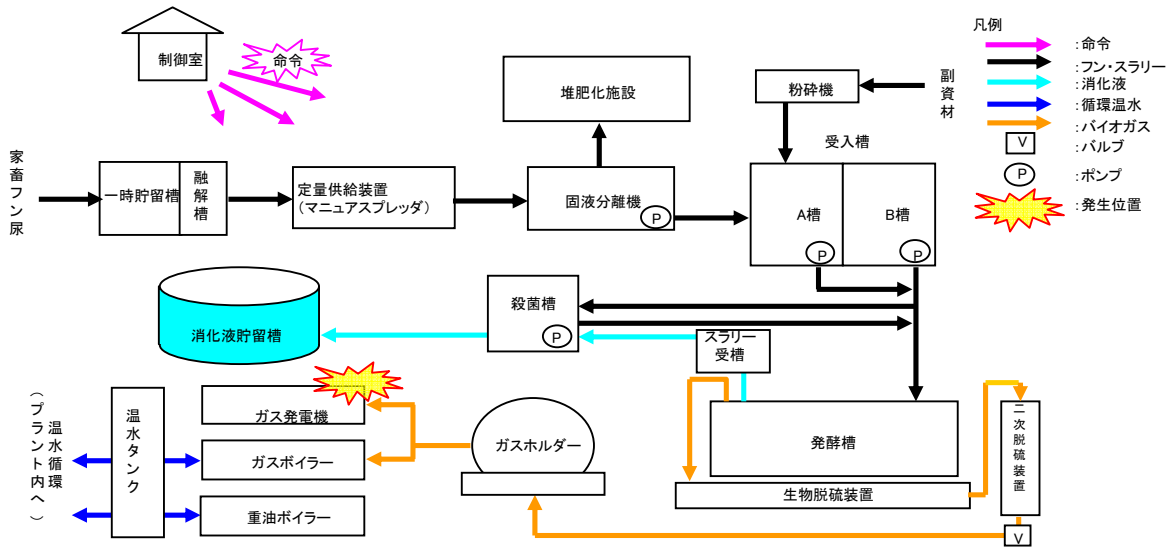 制御室
命令
凡例
:命令
:フン・スラリー
:消化液
:循環温水
:バイオガス
V
:バルブ
P
:ポンプ
:発生位置
堆肥化施設
粉砕機
副資材
受入槽
家畜フン尿
一時貯留槽
融解槽
定量供給装置
(マニュアスプレッダ)
固液分離機
P
A槽
P
B槽
P
消化液貯留槽
殺菌槽
P
スラリー
受槽
ガス発電機
ガスボイラー
重油ボイラー
温水タンク
温水循環
(プラント内へ)
ガスホルダー
発酵槽
生物脱硫装置
二次脱硫装置
V